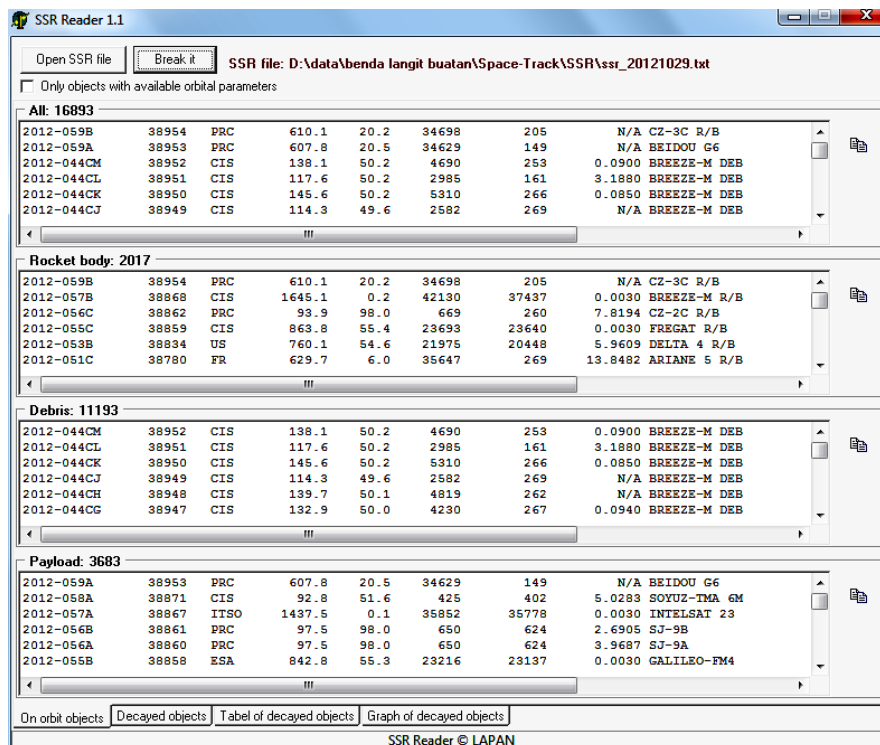 SSR Reader 1.1
Open SSR file Break it SSR file: D:\data\benda langit buatan\Space-Track\SSR\ssr_20121029.txt
Only objects with available orbital parameters
All: 16893
2012-059B 38954 PRC 610.1 20.2 34698 205 N/A CZ-3C R/B
2012-059A 38953 PRC 607.8 20.5 34629 149 N/A BEIDOU G6
2012-044CM 38952 CIS 138.1 50.2 4690 253 0.0900 BREEZE-M DEB
2012-044CL 38951 CIS 117.6 50.2 2985 161 3.1880 BREEZE-M DEB
2012-044CK 38950 CIS 145.6 50.2 5310 266 0.0850 BREEZE-M DEB
2012-044CJ 38949 CIS 114.3 49.6 2582 269 N/A BREEZE-M DEB
Rocket body: 2017
2012-059B 38954 PRC 610.1 20.2 34698 205 N/A CZ-3C R/B
2012-057B 38868 CIS 1645.1 0.2 42130 37437 0.0030 BREEZE-M R/B
2012-056C 38862 PRC 93.9 98.0 669 260 7.8194 CZ-2C R/B
2012-055C 38859 CIS 863.8 55.4 23693 23640 0.0030 FREGAT R/B
2012-053B 38834 US 760.1 54.6 21975 20448 5.9609 DELTA 4 R/B
2012-051C 38780 FR 629.7 6.0 35647 269 13.8482 ARIANE 5 R/B
Debris: 11193
2012-044CM 38952 CIS 138.1 50.2 4690 253 0.0900 BREEZE-M DEB
2012-044CL 38951 CIS 117.6 50.2 2985 161 3.1880 BREEZE-M DEB
2012-044CK 38950 CIS 145.6 50.2 5310 266 0.0850 BREEZE-M DEB
2012-044CJ 38949 CIS 114.3 49.6 2582 269 N/A BREEZE-M DEB
2012-044CH 38948 CIS 139.7 50.1 4819 262 N/A BREEZE-M DEB
2012-044CG 38947 CIS 132.9 50.0 4230 267 0.0940 BREEZE-M DEB
Payload: 3683
2012-059A 38953 PRC 607.8 20.5 34629 149 N/A BEIDOU G6
2012-058A 38871 CIS 92.8 51.6 425 402 5.0283 SOYUZ-TMA 6M
2012-057A 38867 ITSO 1437.5 0.1 35852 35778 0.0030 INTELSAT 23
2012-056B 38861 PRC 97.5 98.0 650 624 2.6905 SJ-9B
2012-056A 38860 PRC 97.5 98.0 650 624 3.9687 SJ-9A
2012-055B 38858 ESA 842.8 55.3 23216 23137 0.0030 GALILEO-FM4
On orbit objects Decayed objects Tabel of decayed objects Graph of decayed objects
SSR Reader © LAPAN